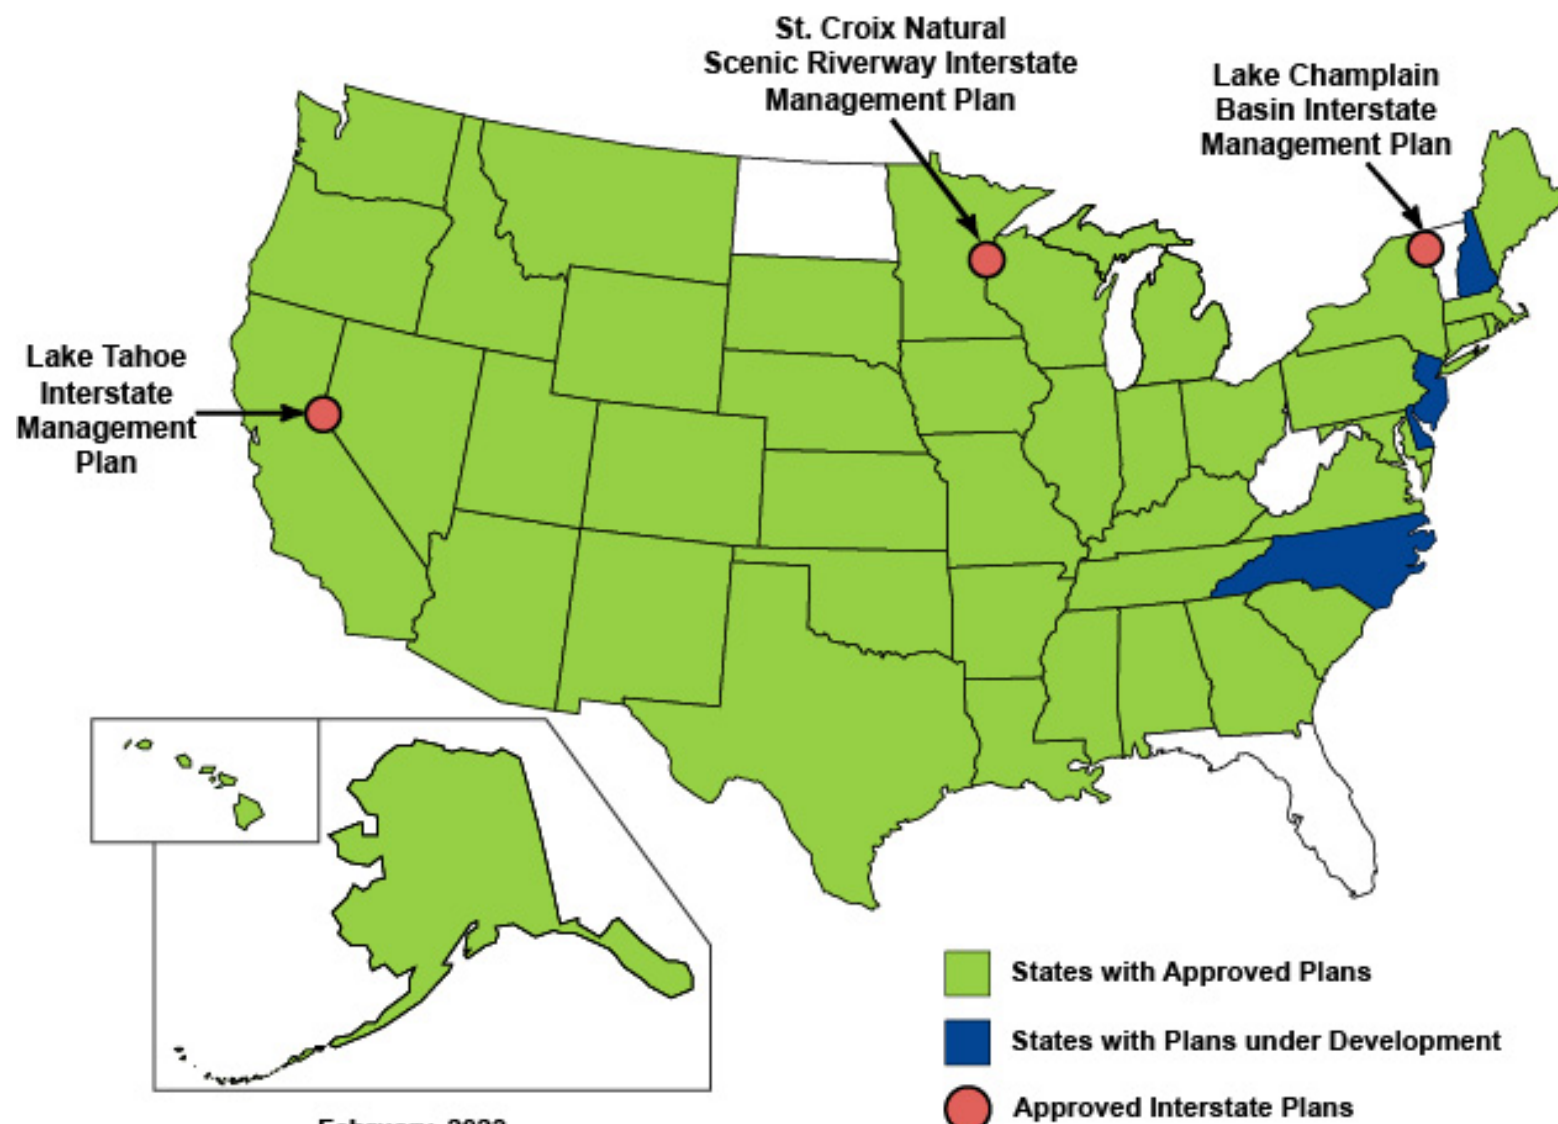 St. Croix Natural
Scenic Riverway Interstate
Management Plan
Lake Champlain
Basin Interstate
Management Plan
Lake Tahoe
Interstate
Management
Plan
States with Approved Plans
States with Plans under Development
Approved Interstate Plans